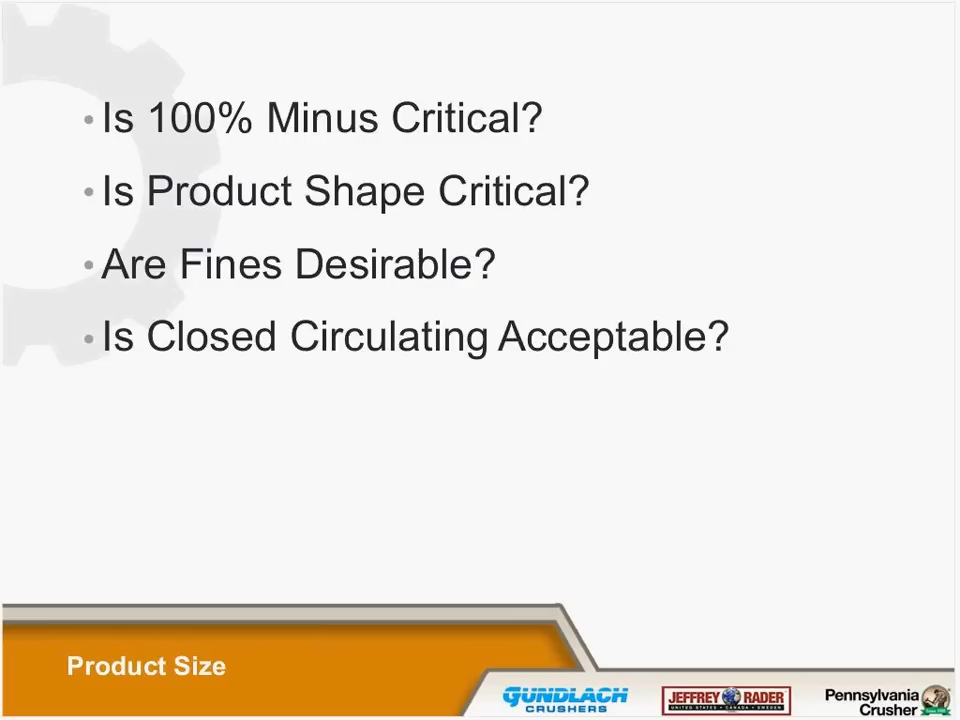 • Is 100% Minus Critical?
• Is Product Shape Critical?
• Are Fines Desirable?
• Is Closed Circulating Acceptable?
Product Size
GUNDLACH
CRUSHERS
JEFFREY RADER
UNITED STATES • CANADA • SWEDEN
Pennsylvania
Crusher